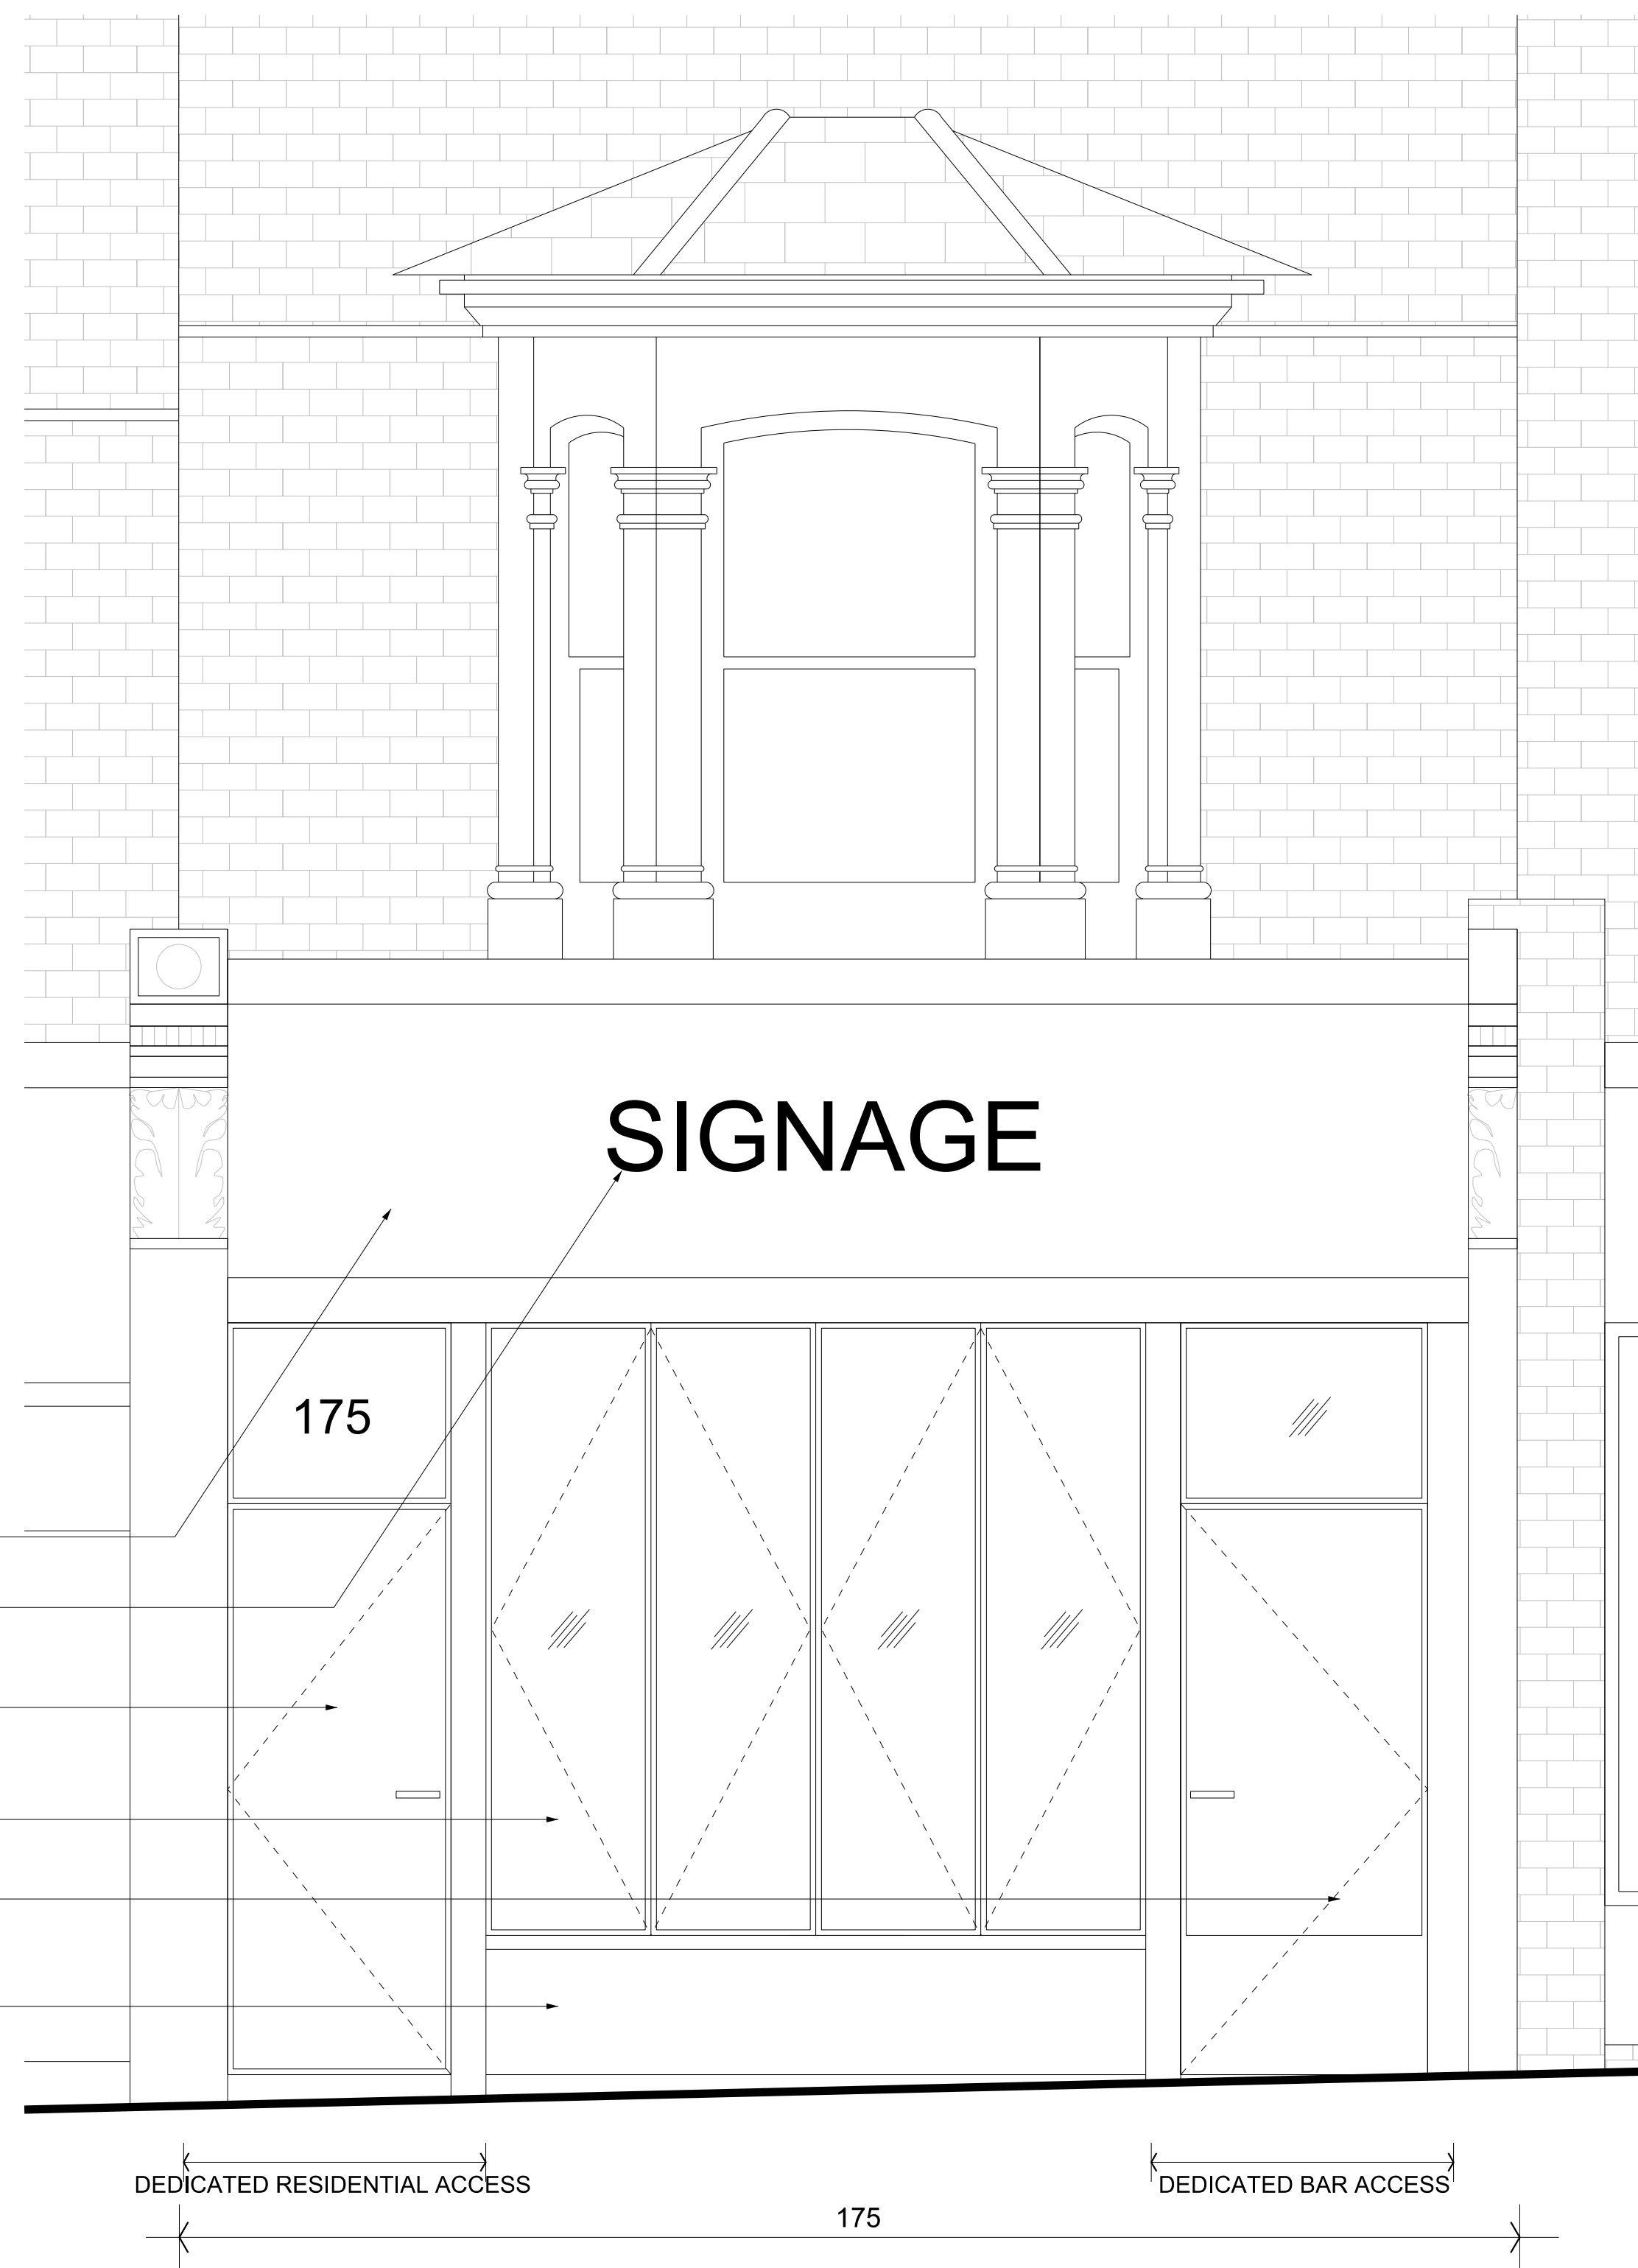 SIGNAGE
175
DEDICATED RESIDENTIAL ACCESS
DEDICATED BAR ACCESS
175